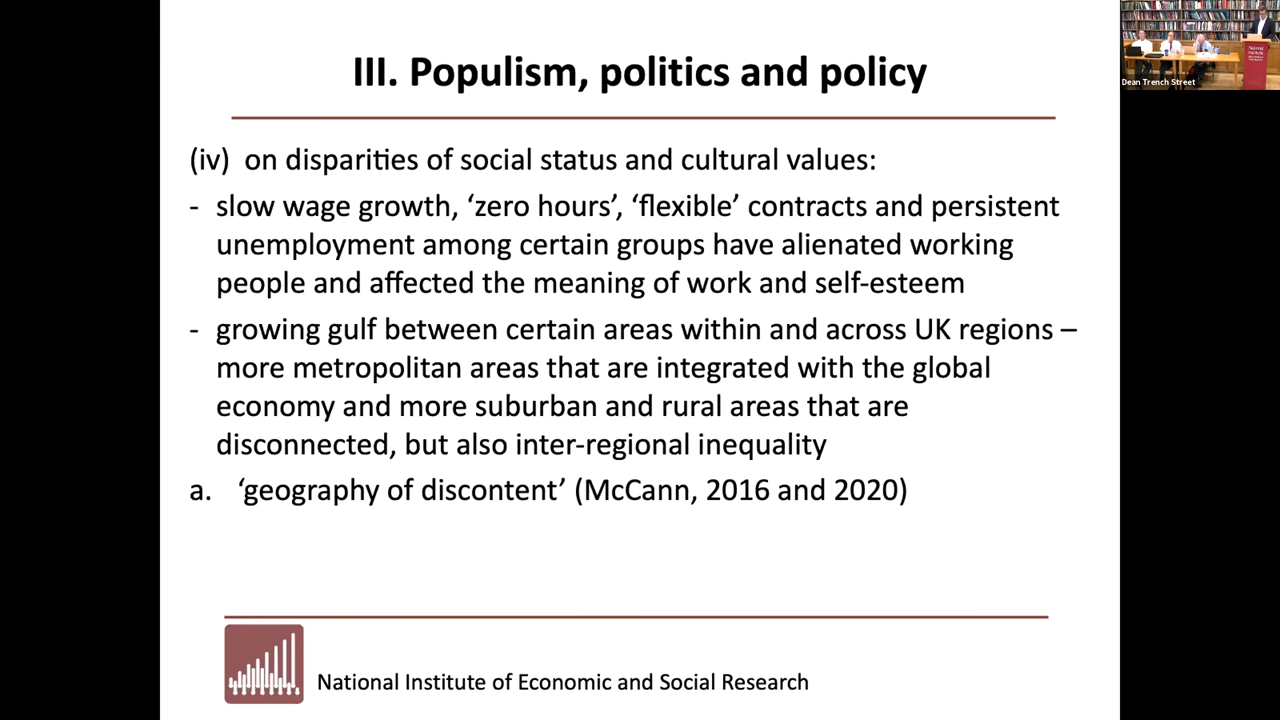 III. Populism, politics and policy
(iv) on disparities of social status and cultural values:
- slow wage growth, ‘zero hours’, ‘flexible’ contracts and persistent
unemployment among certain groups have alienated working
people and affected the meaning of work and self-esteem
- growing gulf between certain areas within and across UK regions –
more metropolitan areas that are integrated with the global
economy and more suburban and rural areas that are
disconnected, but also inter-regional inequality
a. ‘geography of discontent’ (McCann, 2016 and 2020)
National Institute of Economic and Social Research
Dean Trench Street
National
Institute